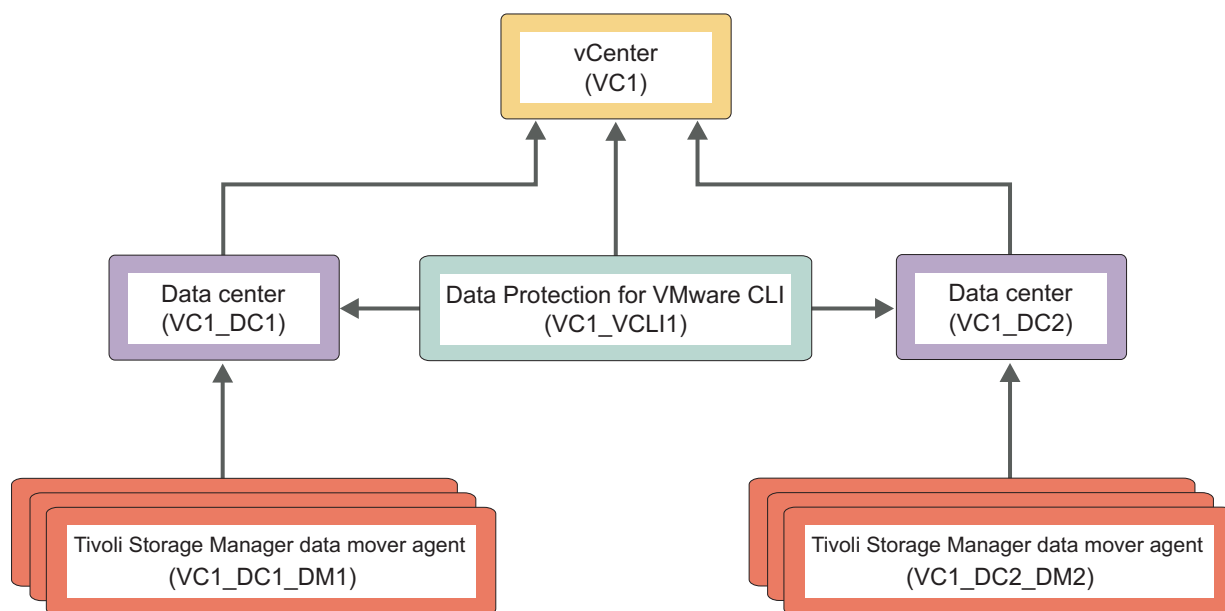 vCenter
(VC1)
Data center
(VC1_DC1)
Data Protection for VMware CLI
(VC1_VCLI1)
Data center
(VC1_DC2)
Tivoli Storage Manager data mover agent
(VC1_DC1_DM1)
Tivoli Storage Manager data mover agent
(VC1_DC2_DM2)